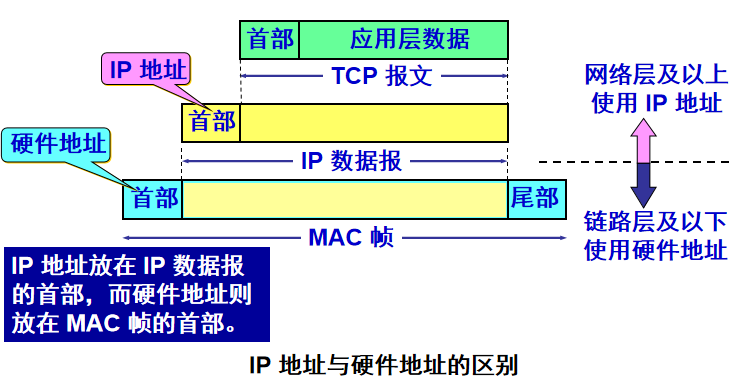 首部
应用层数据
TCP 报文
IP 地址
首部
IP 数据报
硬件地址
首部
尾部
MAC 帧
网络层及以上
使用 IP 地址
链路层及以下
使用硬件地址
IP 地址放在 IP 数据报
的首部，而硬件地址则
放在 MAC 帧的首部。
IP 地址与硬件地址的区别